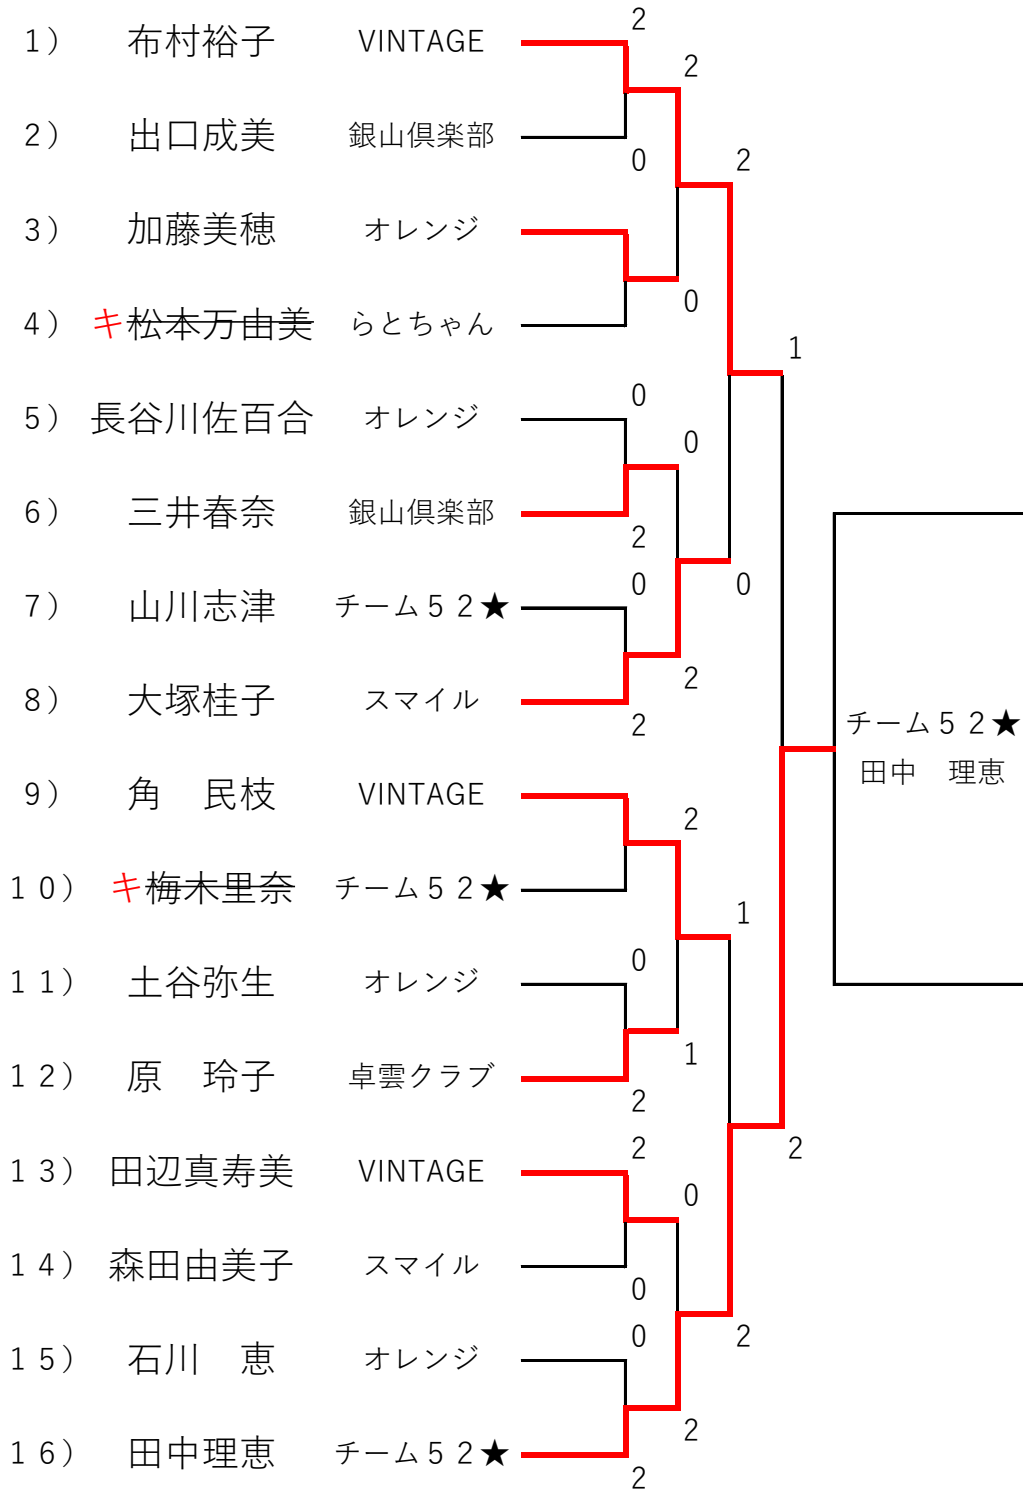 2
1） 布村裕子 VINTAGE
2
2） 出口成美 銀山倶楽部
0
2
3） 加藤美穂 オレンジ
0
4） キ松本万由美 らとちゃん
1
0
5） 長谷川佐百合 オレンジ
0
6） 三井春奈 銀山倶楽部
2
0
0
7） 山川志津 チーム５２★
2
8） 大塚桂子 スマイル
2
チーム５２★
田中　理恵
9） 角　民枝 VINTAGE
2
10） キ梅木里奈 チーム５２★
1
0
11） 土谷弥生 オレンジ
1
12） 原　玲子 卓雲クラブ
2
2
2
13） 田辺真寿美 VINTAGE
0
14） 森田由美子 スマイル
0
0
2
15） 石川　恵 オレンジ
2
16） 田中理恵 チーム５２★
2